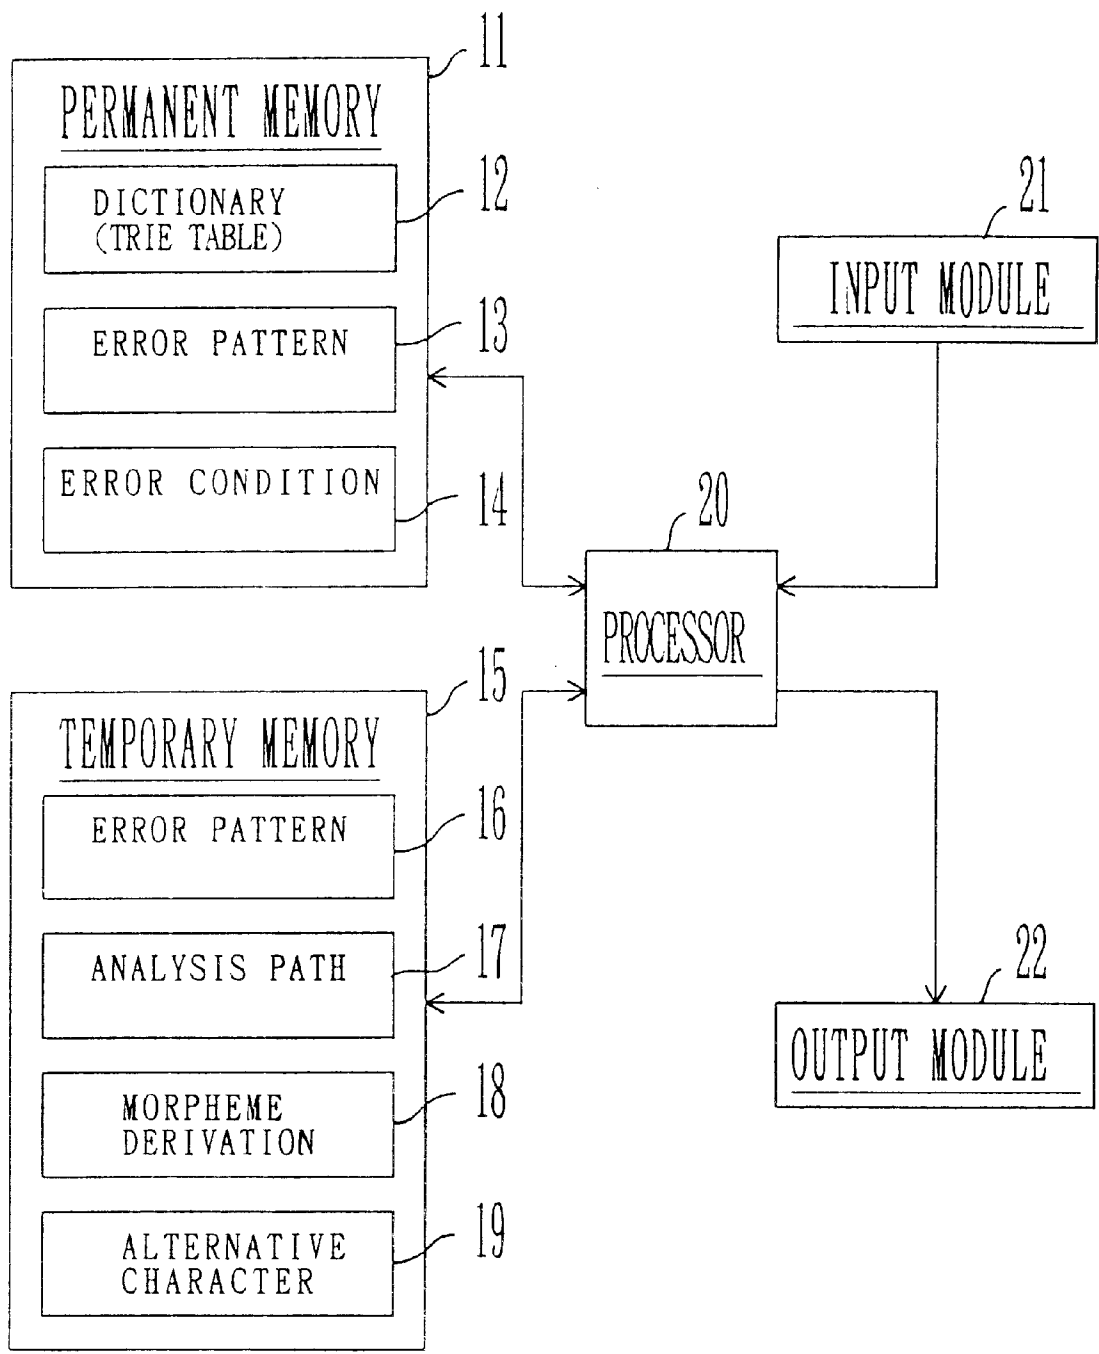 11
PERMANENT MEMORY
12
DICTIONARY
(TRIE TABLE)
13
ERROR PATTERN
14
ERROR CONDITION
21
INPUT MODULE
20
PROCESSOR
15
TEMPORARY MEMORY
16
ERROR PATTERN
17
ANALYSIS PATH
18
MORPHEME
DERIVATION
19
ALTERNATIVE
CHARACTER
22
OUTPUT MODULE